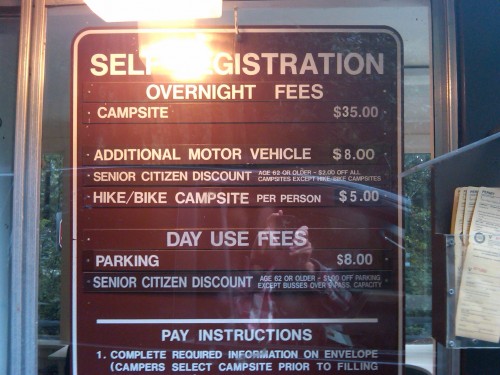 SELF REGISTRATION
OVERNIGHT FEES
CAMPSITE $35.00
ADDITIONAL MOTOR VEHICLE $8.00
SENIOR CITIZEN DISCOUNT AGE 62 OR OLDER - $2.00 OFF ALL
CAMPSITES EXCEPT HIKE/BIKE CAMPSITES
HIKE/BIKE CAMPSITE PER PERSON $5.00
DAY USE FEES
PARKING $8.00
SENIOR CITIZEN DISCOUNT AGE 62 OR OLDER - $1.00 OFF PARKING
EXCEPT BUSSES OVER 9 PASS. CAPACITY
PAY INSTRUCTIONS
1. COMPLETE REQUIRED INFORMATION ON ENVELOPE
(CAMPERS SELECT CAMPSITE PRIOR TO FILLING